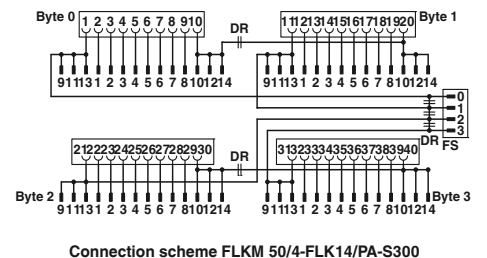 Byte 0 1 2 3 4 5 6 7 8 9 10 DR 11 12 13 14 15 16 17 18 19 20 Byte 1
9 11 13 1 2 3 4 5 6 7 8 10 12 14 9 11 13 1 2 3 4 5 6 7 8 10 12 14
0
1
2
3
DR FS
21 22 23 24 25 26 27 28 29 30 DR 31 32 33 34 35 36 37 38 39 40
Byte 2 9 11 13 1 2 3 4 5 6 7 8 10 12 14 9 11 13 1 2 3 4 5 6 7 8 10 12 14 Byte 3
Connection scheme FLKM 50/4-FLK14/PA-S300